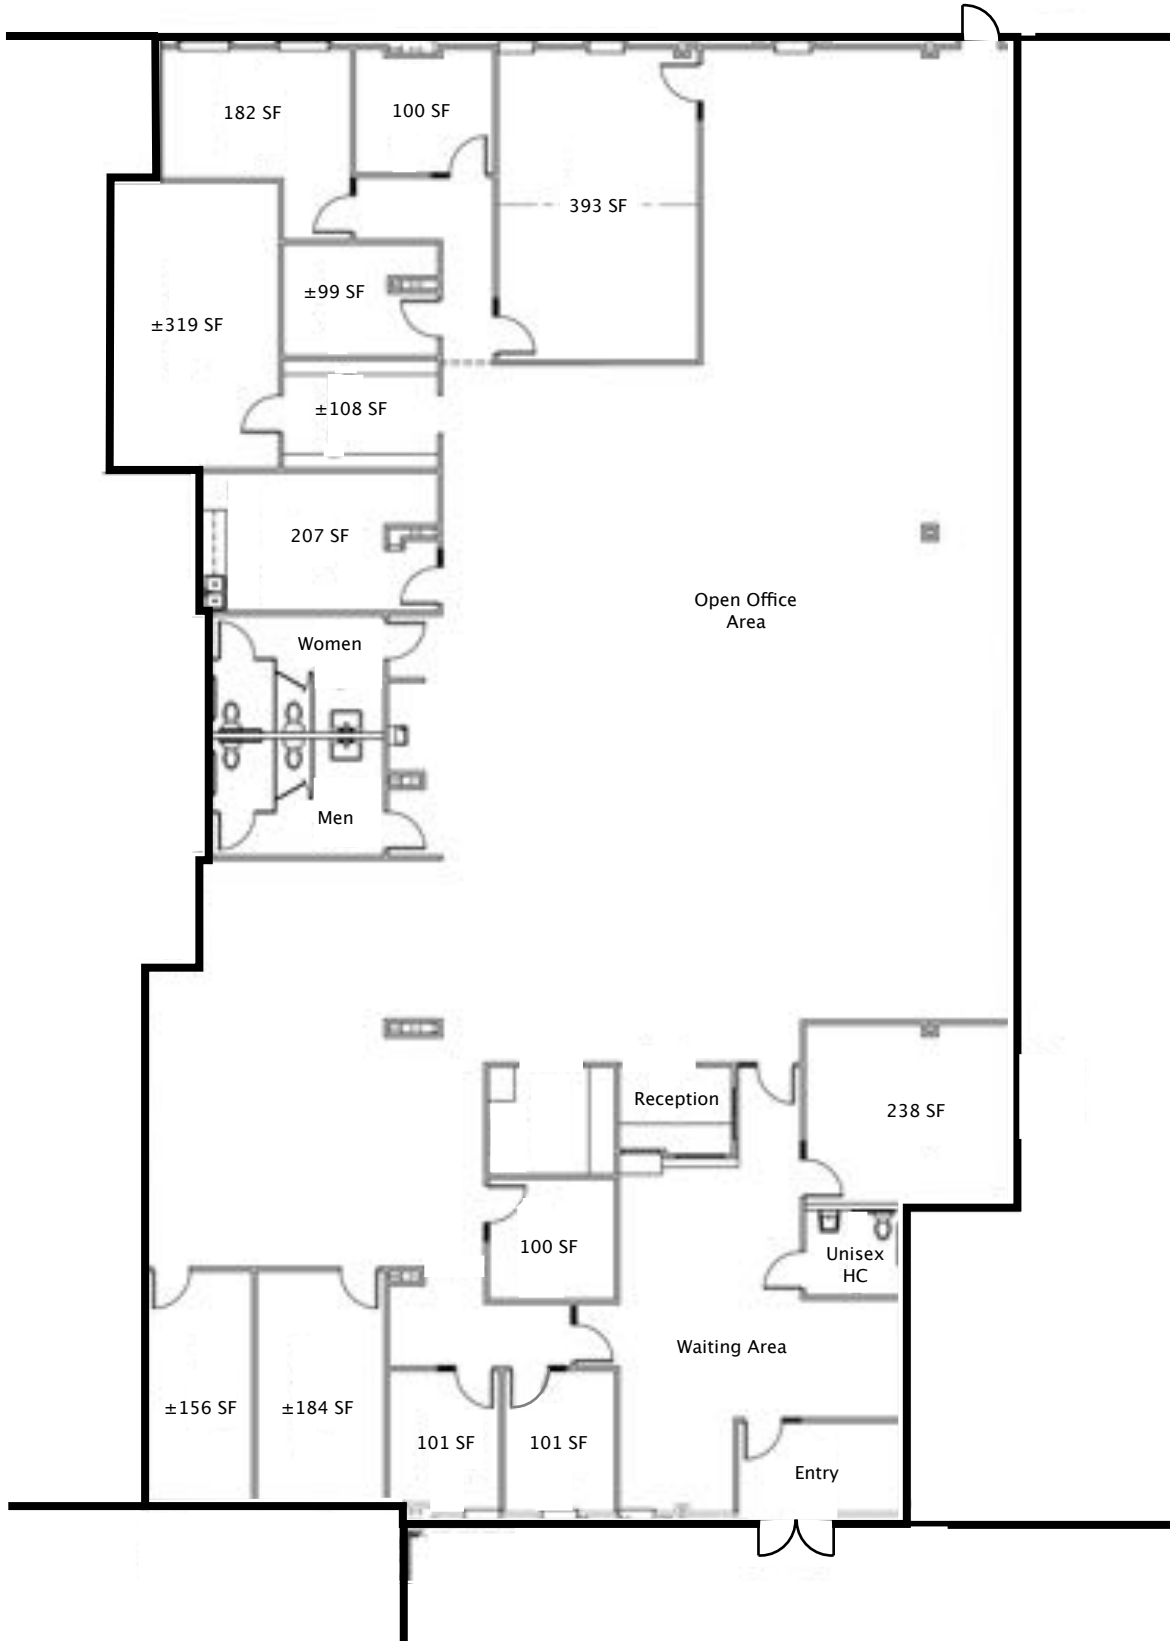 182 SF
100 SF
393 SF
±99 SF
±319 SF
±108 SF
207 SF
Open Office
Area
Women
Men
Reception
238 SF
100 SF
Unisex
HC
Waiting Area
±156 SF
±184 SF
101 SF
101 SF
Entry